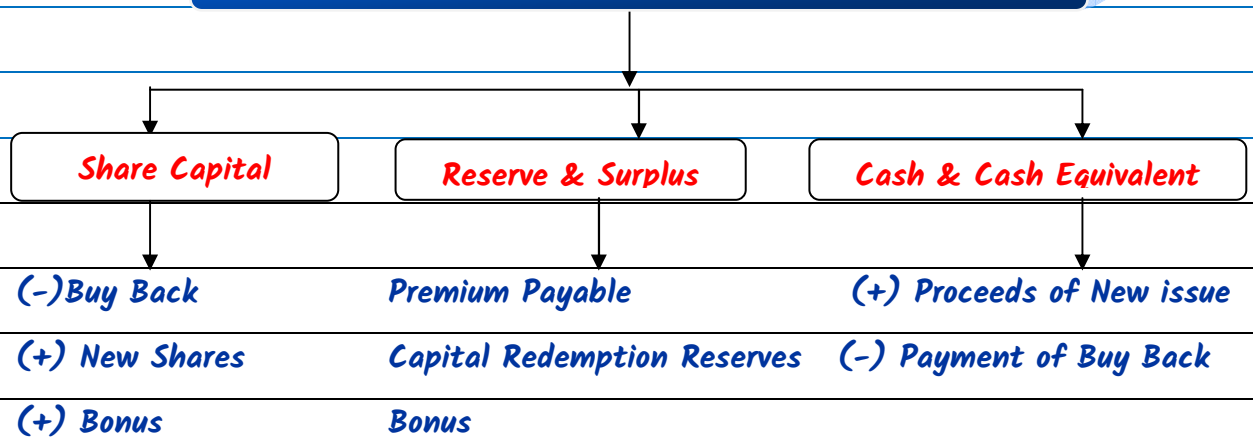 Share Capital
Reserve & Surplus
Cash & Cash Equivalent
(-)Buy Back
Premium Payable
(+) Proceeds of New issue
(+) New Shares
Capital Redemption Reserves
(-) Payment of Buy Back
(+) Bonus
Bonus